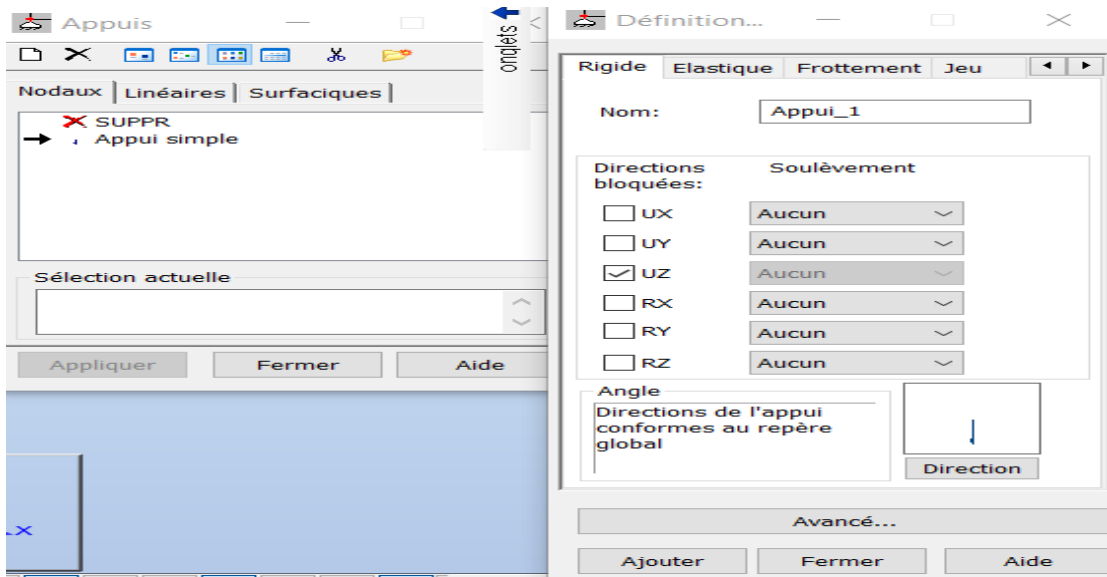 Appuis
onglets
Nodaux Linéaires Surfaciques
SUPPR
Appui simple
Sélection actuelle
Appliquer Fermer Aide
Définition...
Rigide Elastique Frottement Jeu
Nom: Appui_1
Directions bloquées: Soulèvement
UX Aucun
UY Aucun
UZ Aucun
RX Aucun
RY Aucun
RZ Aucun
Angle
Directions de l'appui
conformes au repère
global
Direction
Avancé...
Ajouter Fermer Aide